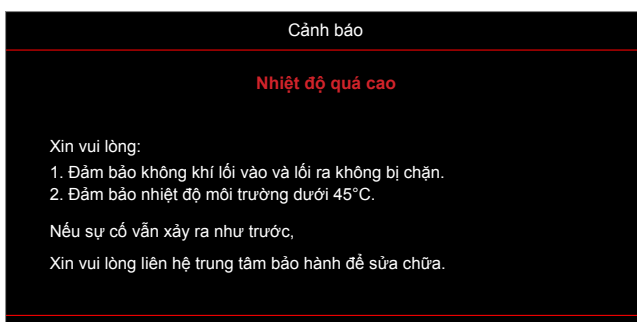 Cảnh báo
Nhiệt độ quá cao
Xin vui lòng:
1. Đảm bảo không khí lối vào và lối ra không bị chặn.
2. Đảm bảo nhiệt độ môi trường dưới 45°C.
Nếu sự cố vẫn xảy ra như trước,
Xin vui lòng liên hệ trung tâm bảo hành để sửa chữa.